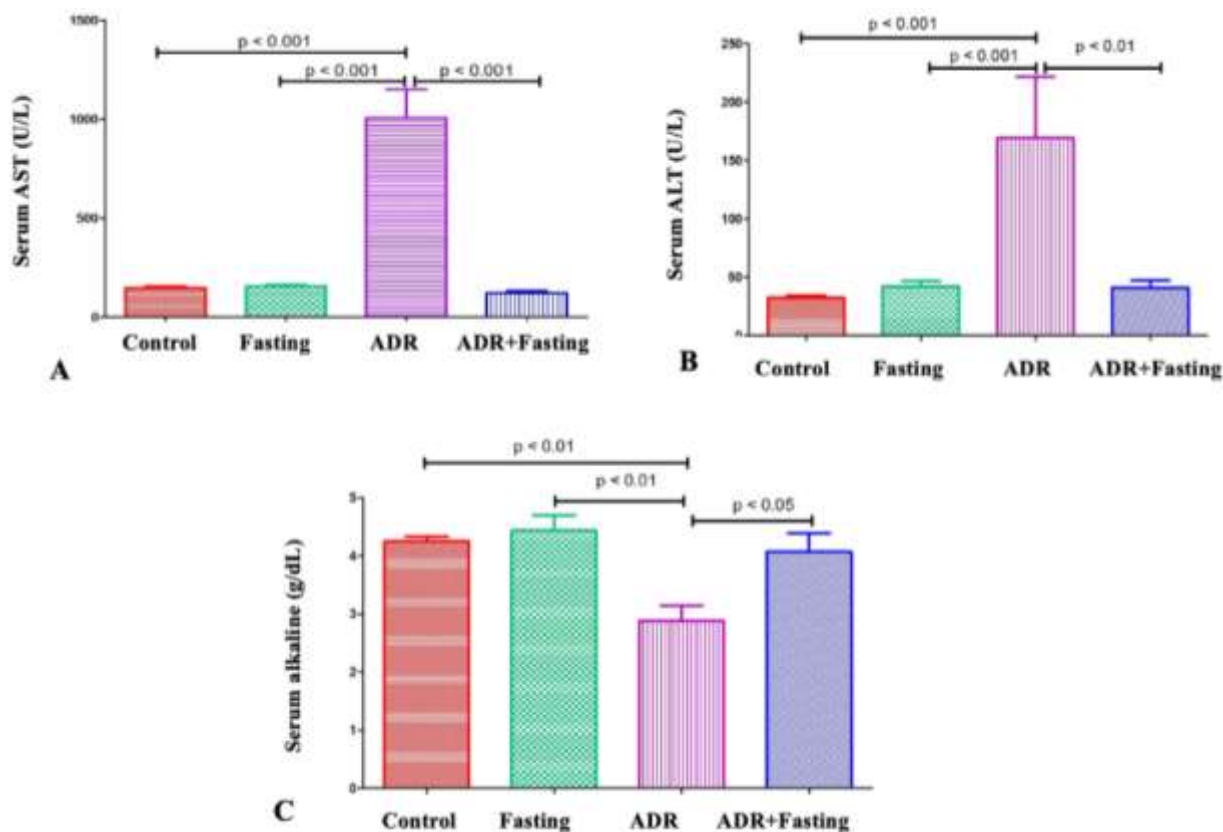 1500
1000
500
0
Serum AST (U/L)
p < 0.001
p < 0.001 p < 0.001
Control Fasting ADR ADR+Fasting
A
250
200
150
100
50
0
Serum ALT (U/L)
p < 0.001
p < 0.001 p < 0.01
Control Fasting ADR ADR+Fasting
B
5
4
3
2
1
0
Serum alkaline (g/dL)
p < 0.01
p < 0.01
p < 0.05
Control Fasting ADR ADR+Fasting
C